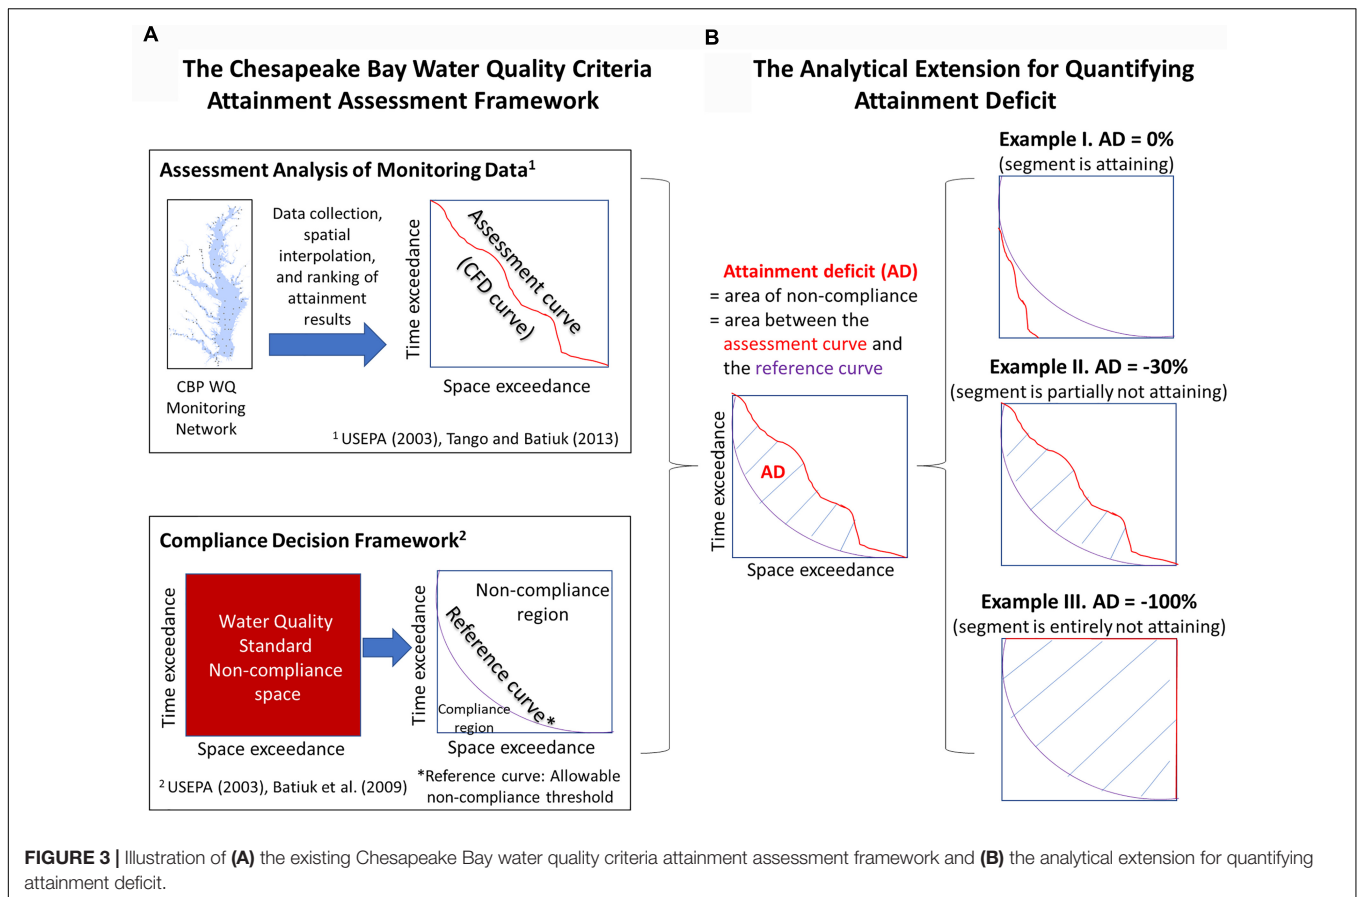 A
The Chesapeake Bay Water Quality Criteria
Attainment Assessment Framework
Assessment Analysis of Monitoring Data1
CBP WQ
Monitoring
Network
Data collection,
spatial
interpolation,
and ranking of
attainment
results
Time exceedance
Assessment curve
(CFD curve)
Space exceedance
1 USEPA (2003), Tango and Batiuk (2013)
Compliance Decision Framework2
Time exceedance
Water Quality
Standard
Non-compliance
space
Space exceedance
Time exceedance
Non-compliance
region
Reference curve*
Compliance
region
Space exceedance
2 USEPA (2003), Batiuk et al. (2009)
*Reference curve: Allowable
non-compliance threshold
B
The Analytical Extension for Quantifying
Attainment Deficit
Attainment deficit (AD)
= area of non-compliance
= area between the
assessment curve and
the reference curve
Time exceedance
AD
Space exceedance
Example I. AD = 0%
(segment is attaining)
Example II. AD = -30%
(segment is partially not attaining)
Example III. AD = -100%
(segment is entirely not attaining)
FIGURE 3 | Illustration of (A) the existing Chesapeake Bay water quality criteria attainment assessment framework and (B) the analytical extension for quantifying
attainment deficit.